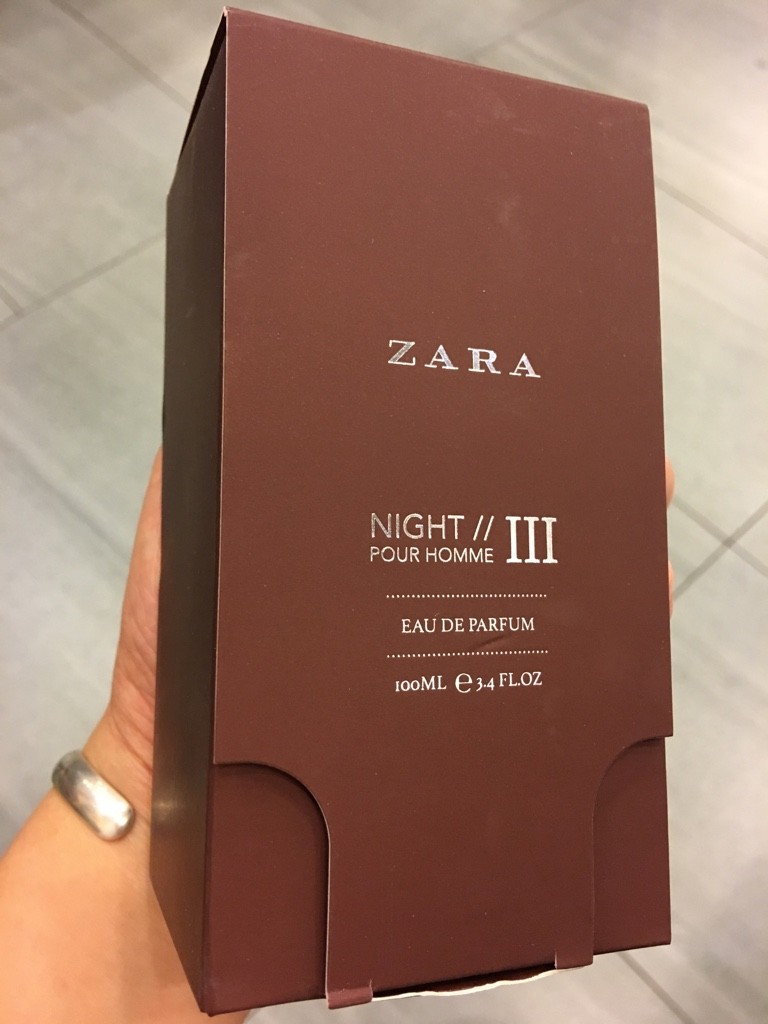 ZARA
NIGHT // III
POUR HOMME
EAU DE PARFUM
100ML ℮ 3.4 FL.OZ